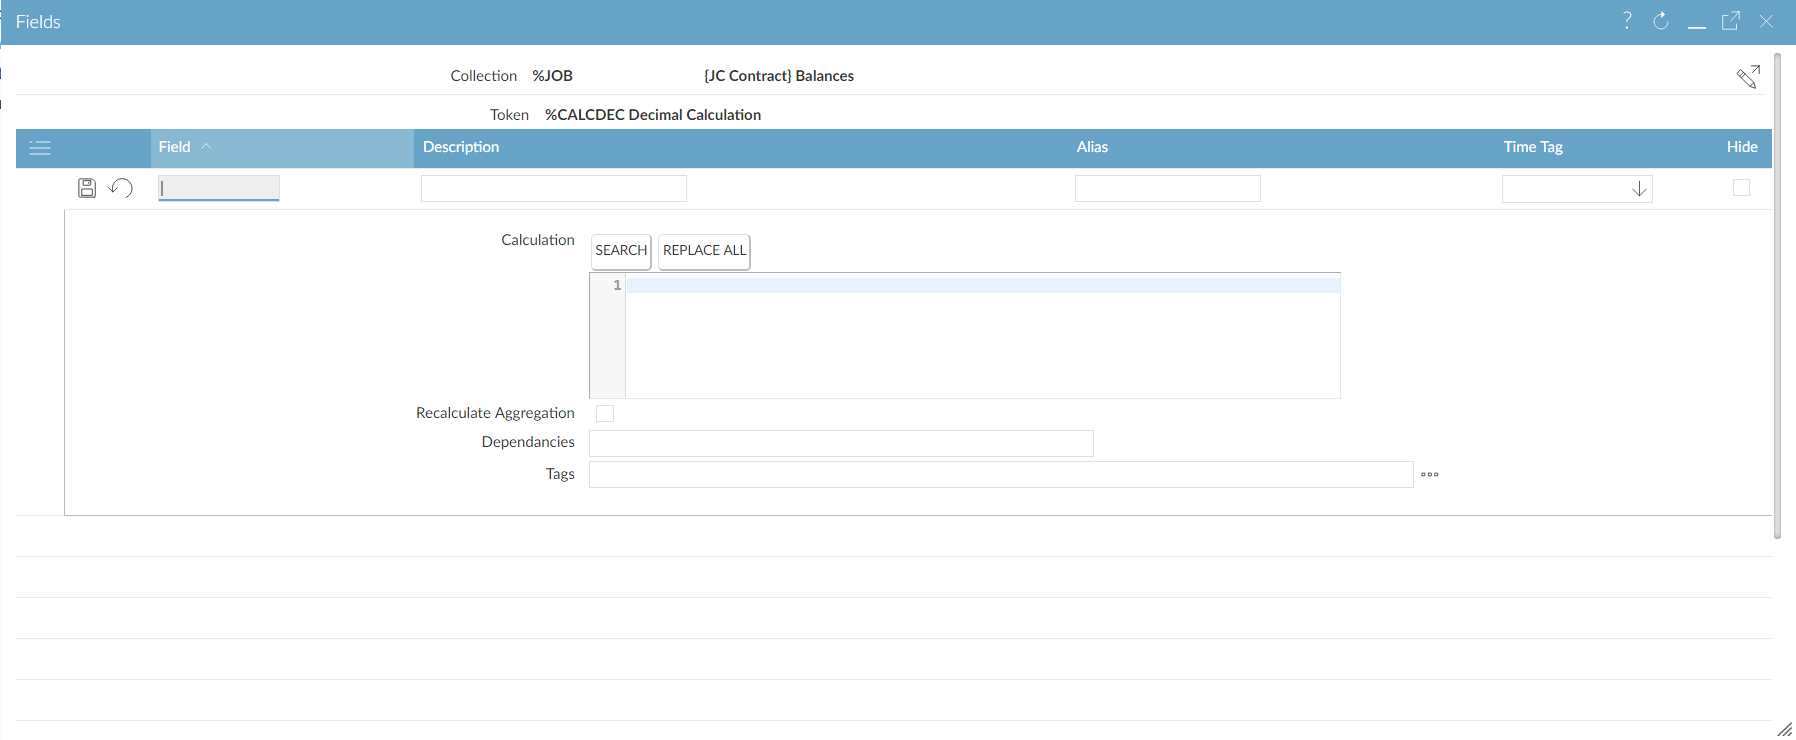 Fields
Collection %JOB {JC Contract} Balances
Token %CALCDEC Decimal Calculation
Field Description Alias Time Tag Hide
Calculation SEARCH REPLACE ALL
1
Recalculate Aggregation
Dependancies
Tags